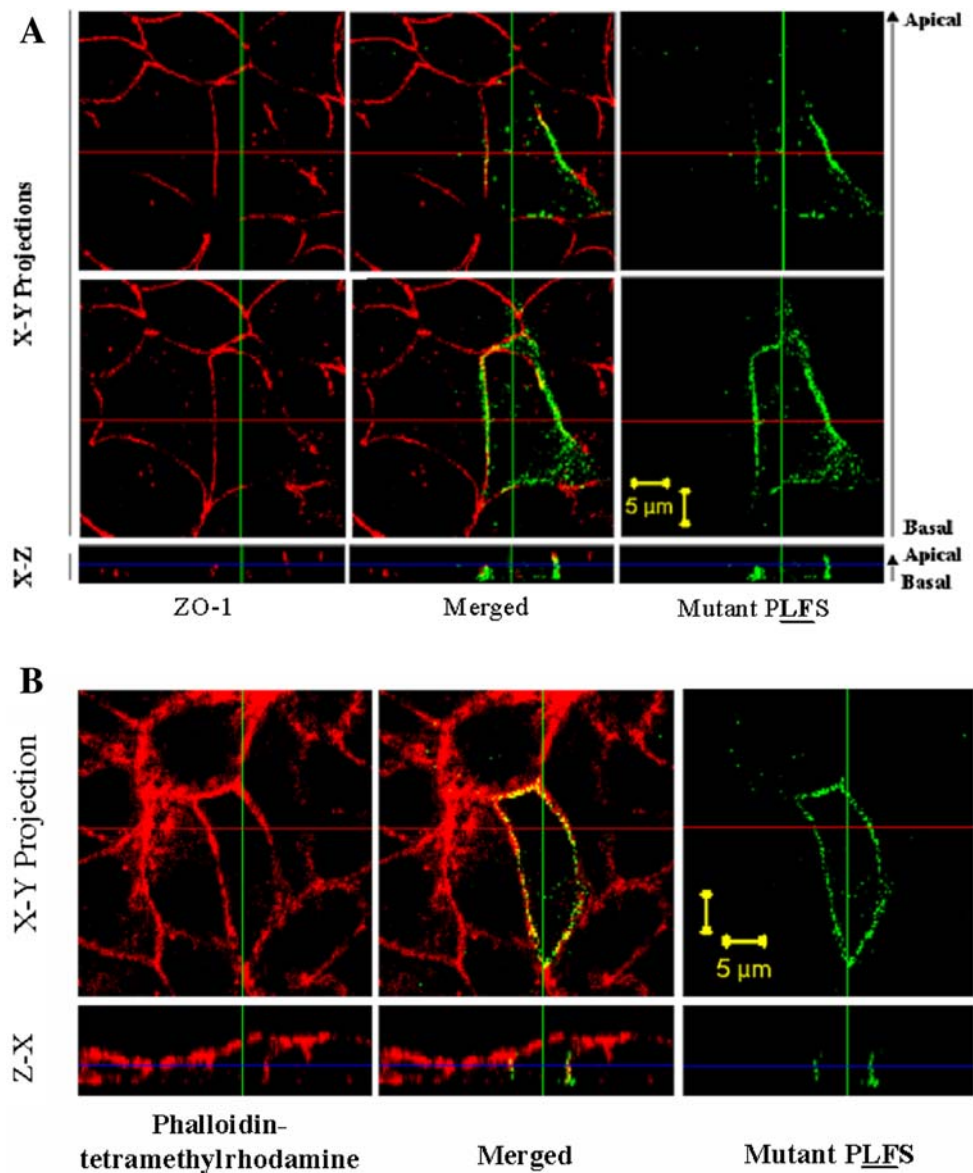 A
Apical
X-Y Projections
5 µm
Basal
X-Z
Apical
Basal
ZO-1
Merged
Mutant PLFS
B
X-Y Projection
5 µm
Z-X
Phalloidin-
tetramethylrhodamine
Merged
Mutant PLFS